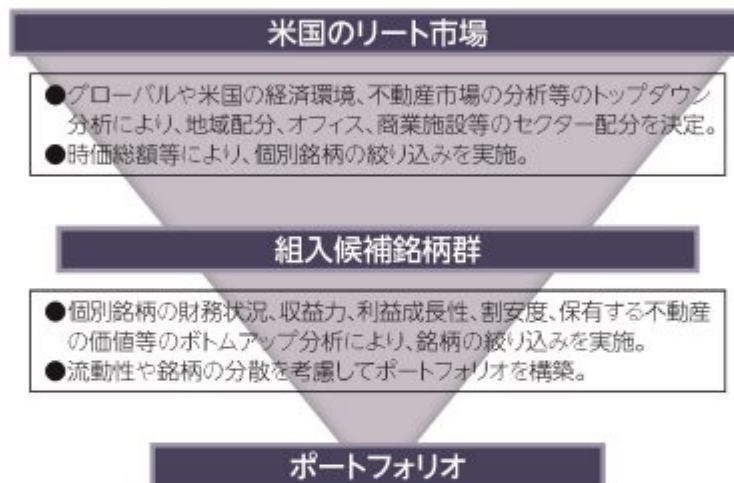 米国のリート市場
●グローバルや米国の経済環境、不動産市場の分析等のトップダウン
分析により、地域配分、オフィス、商業施設等のセクター配分を決定。
●時価総額等により、個別銘柄の絞り込みを実施。
組入候補銘柄群
●個別銘柄の財務状況、収益力、利益成長性、割安度、保有する不動産
の価値等のボトムアップ分析により、銘柄の絞り込みを実施。
●流動性や銘柄の分散を考慮してポートフォリオを構築。
ポートフォリオ